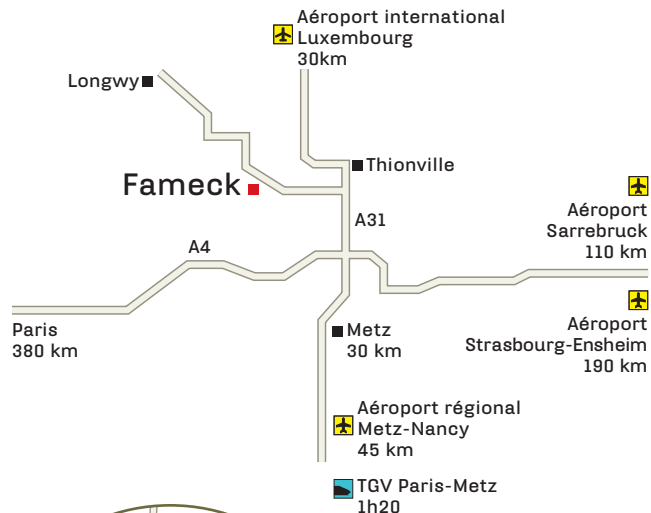 Aéroport international
Luxembourg
30km
Longwy
Thionville
Fameck
A31
Aéroport
Sarrebruck
110 km
A4
Paris
380 km
Metz
30 km
Aéroport
Strasbourg-Ensheim
190 km
Aéroport régional
Metz-Nancy
45 km
TGV Paris-Metz
1h20